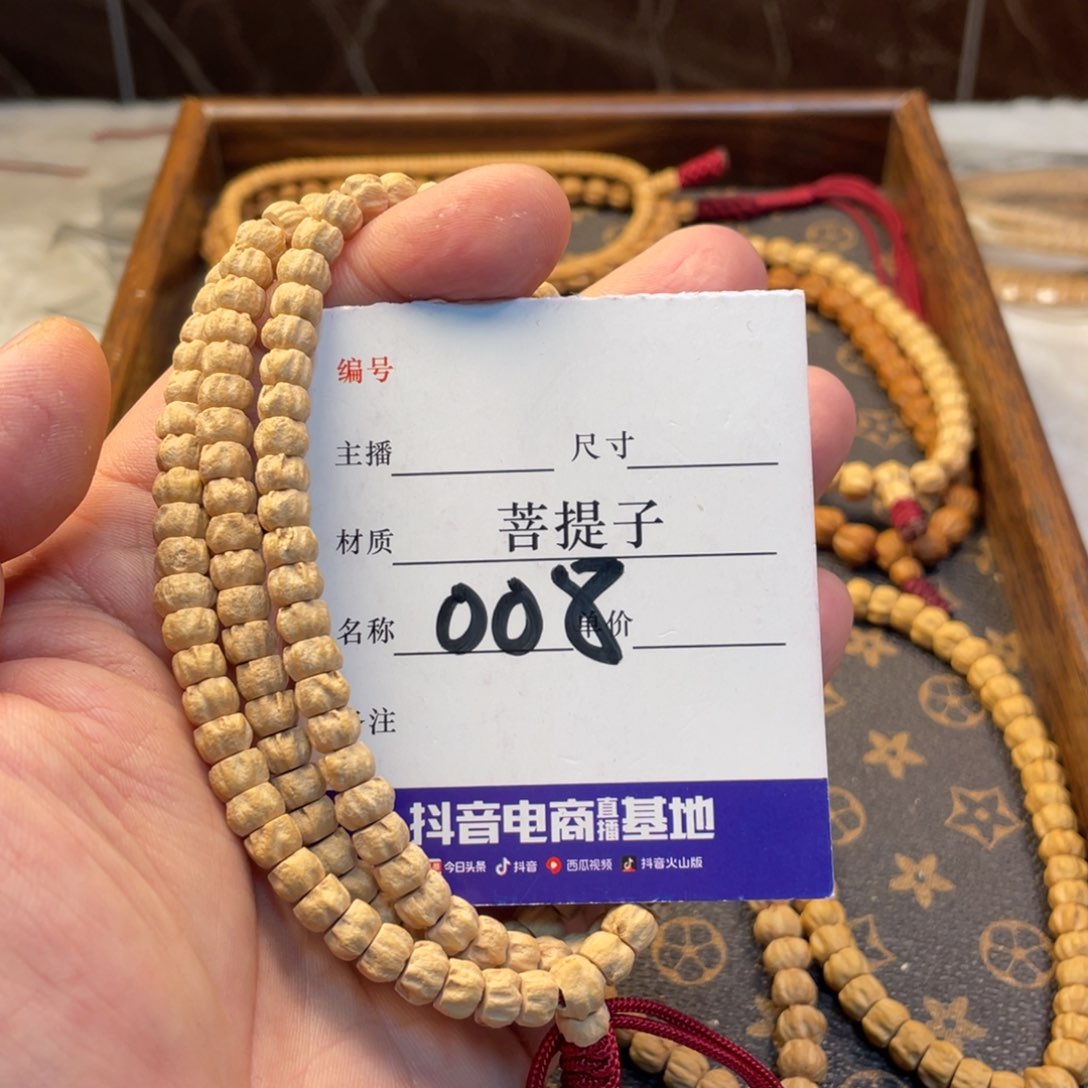 编号
主播 尺寸
材质 菩提子
名称 008 单价
注
抖音电商直播基地
今日头条 抖音 西瓜视频 抖音火山版